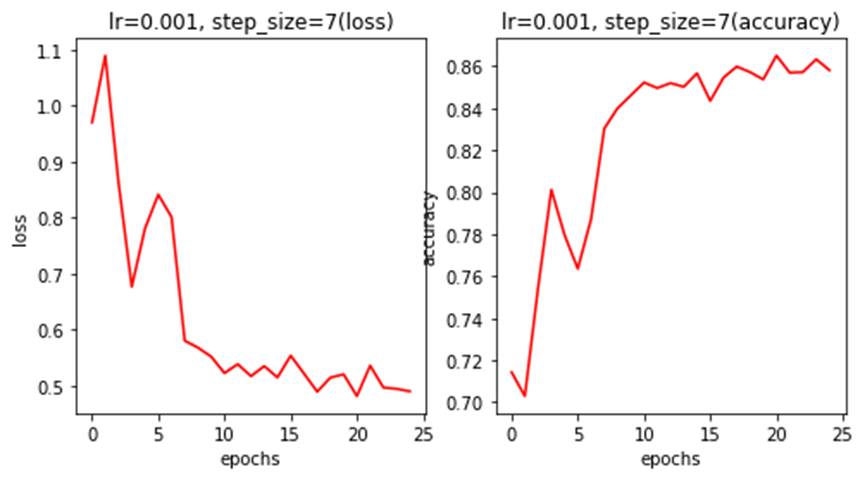 lr=0.001, step_size=7(loss)
1.1
1.0
0.9
0.8
0.7
0.6
0.5
loss
0 5 10 15 20 25
epochs
lr=0.001, step_size=7(accuracy)
0.86
0.84
0.82
0.80
0.78
0.76
0.74
0.72
0.70
accuracy
0 5 10 15 20 25
epochs